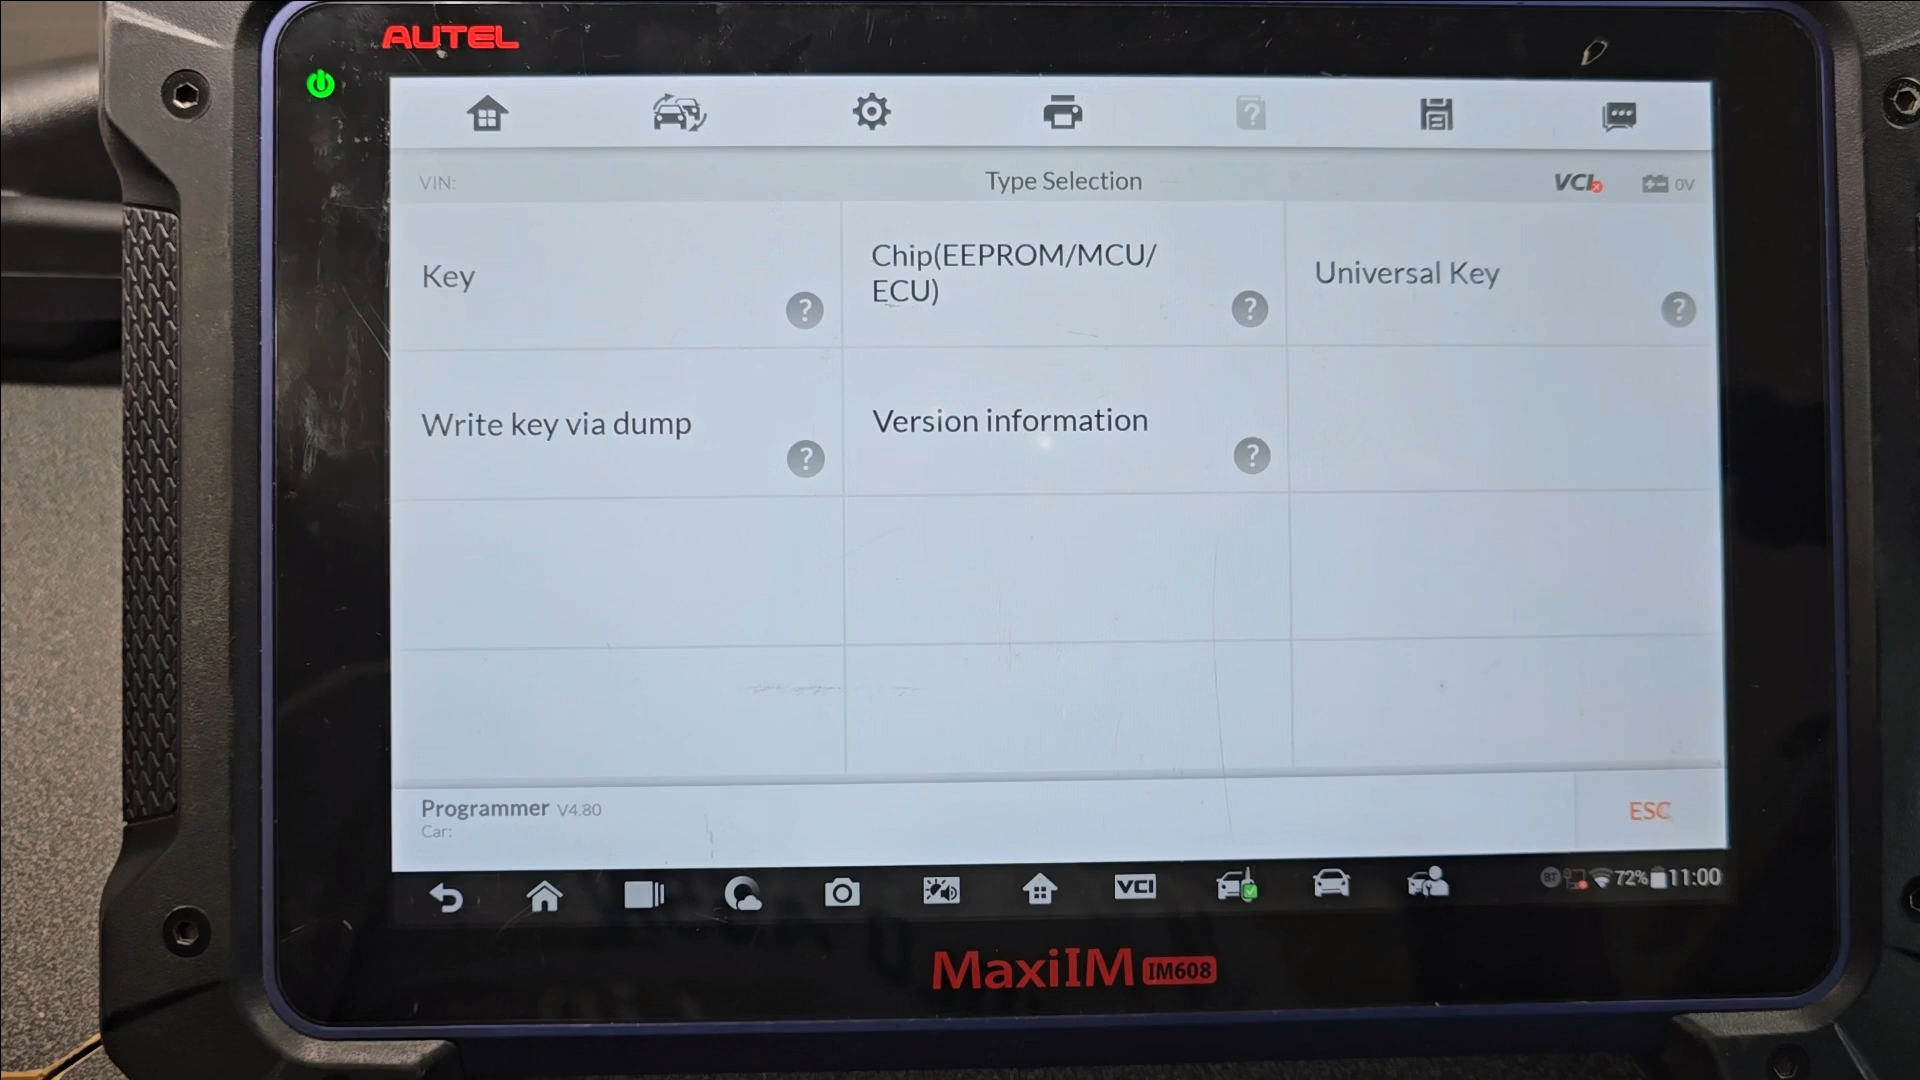 AUTEL
VIN:
Type Selection
VCI
0V
Key
?
Chip(EEPROM/MCU/
ECU)
?
Universal Key
?
Write key via dump
?
Version information
?
Programmer V4.80
Car:
ESC
VCI
BT
72%
11:00
MaxiIM IM608